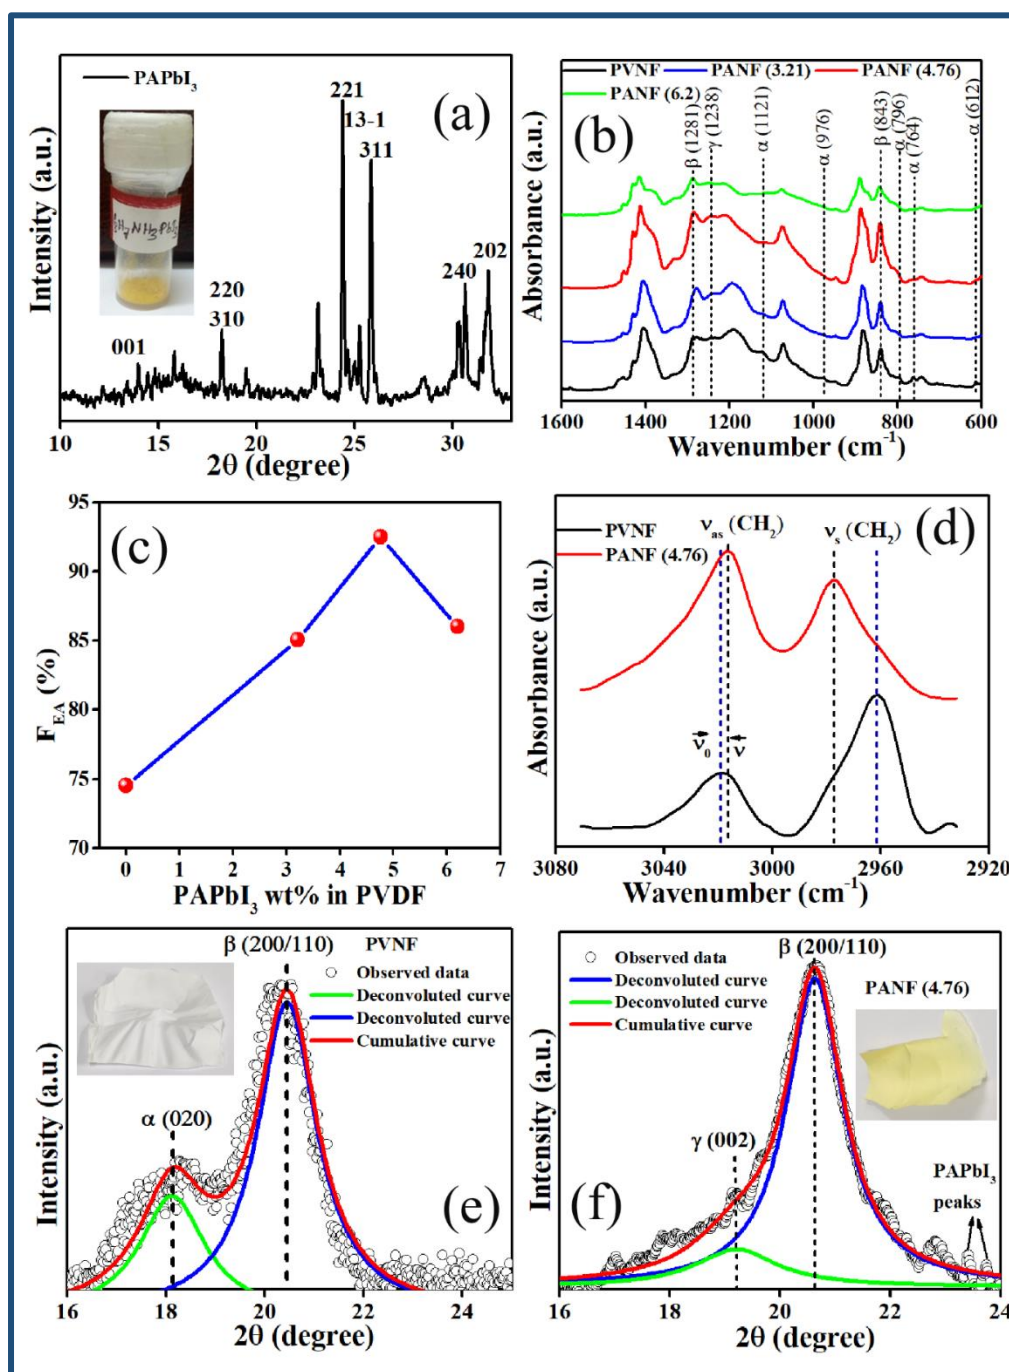 PAPbI₃
(a)
221
13-1
311
202
240
220
310
001
Intensity (a.u.)
10 15 20 25 30
2θ (degree)
PVNF PANF (3.21) PANF (4.76)
PANF (6.2)
(b)
β (1281)
γ (1238)
α (1121)
α (976)
β (843)
α (796)
α (764)
α (612)
Absorbance (a.u.)
1600 1400 1200 1000 800 600
Wavenumber (cm⁻¹)
(c)
95
90
85
80
75
70
F_EA (%)
0 1 2 3 4 5 6 7
PAPbI₃ wt% in PVDF
PVNF
PANF (4.76)
ν_as (CH₂)
ν_s (CH₂)
(d)
ν₀ ν
Absorbance (a.u.)
3080 3040 3000 2960 2920
Wavenumber (cm⁻¹)
β (200/110)
PVNF
Observed data
Deconvoluted curve
Deconvoluted curve
Cumulative curve
α (020)
(e)
Intensity (a.u.)
16 18 20 22 24
2θ (degree)
β (200/110)
Observed data
Deconvoluted curve
Deconvoluted curve
Cumulative curve
PANF (4.76)
γ (002)
PAPbI₃
peaks
(f)
Intensity (a.u.)
16 18 20 22 24
2θ (degree)